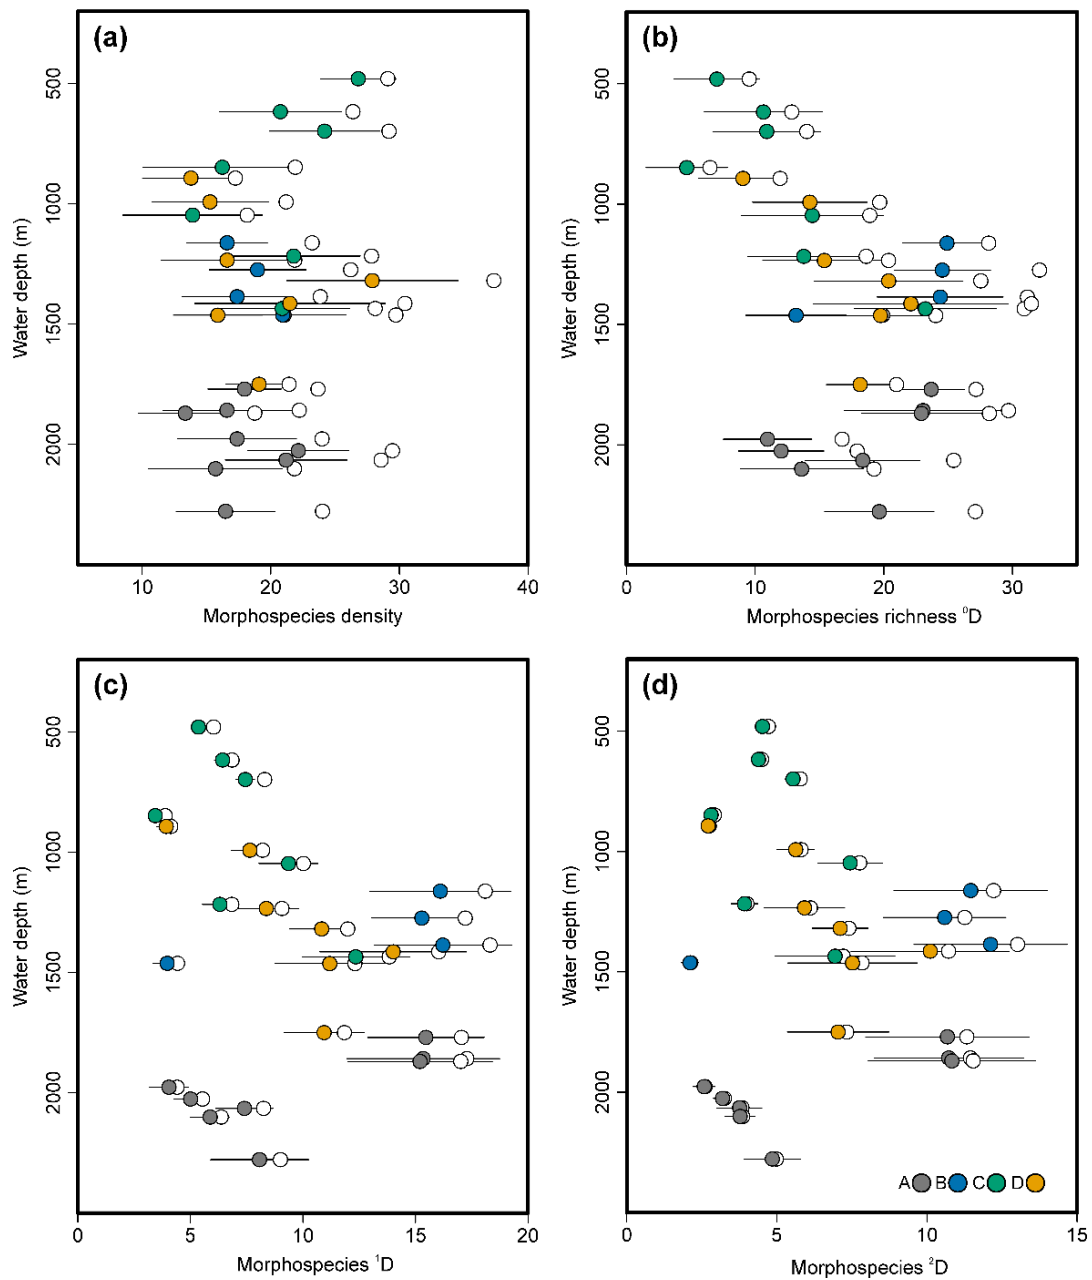 (a)
500
1000
1500
2000
Water depth (m)
10
20
30
40
Morphospecies density
(b)
500
1000
1500
2000
Water depth (m)
0
10
20
30
Morphospecies richness ⁰D
(c)
500
1000
1500
2000
Water depth (m)
0
5
10
15
20
Morphospecies ¹D
(d)
500
1000
1500
2000
Water depth (m)
A B C D
0
5
10
15
Morphospecies ²D